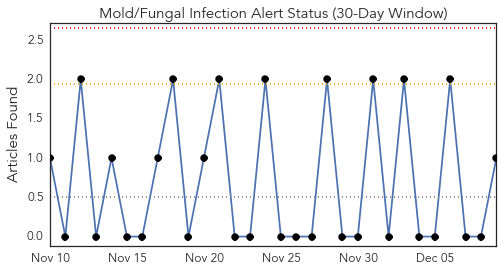 Mold/Fungal Infection Alert Status (30-Day Window)
Articles Found
2.5
2.0
1.5
1.0
0.5
0.0
Nov 10 Nov 15 Nov 20 Nov 25 Nov 30 Dec 05